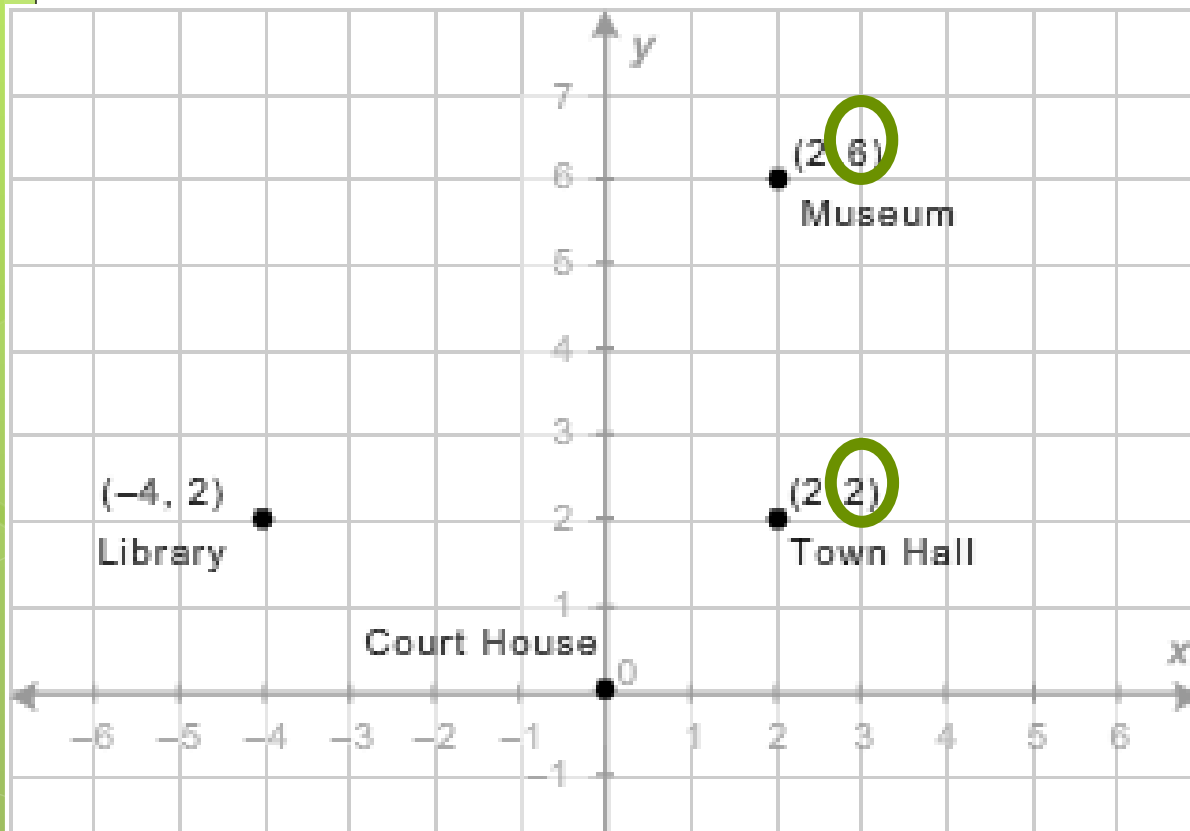 y
7
(2, 6)
6
Museum
5
4
3
(–4, 2)
(2, 2)
2
Library
Town Hall
1
Court House
0
x
–6 –5 –4 –3 –2 –1 1 2 3 4 5 6
–1